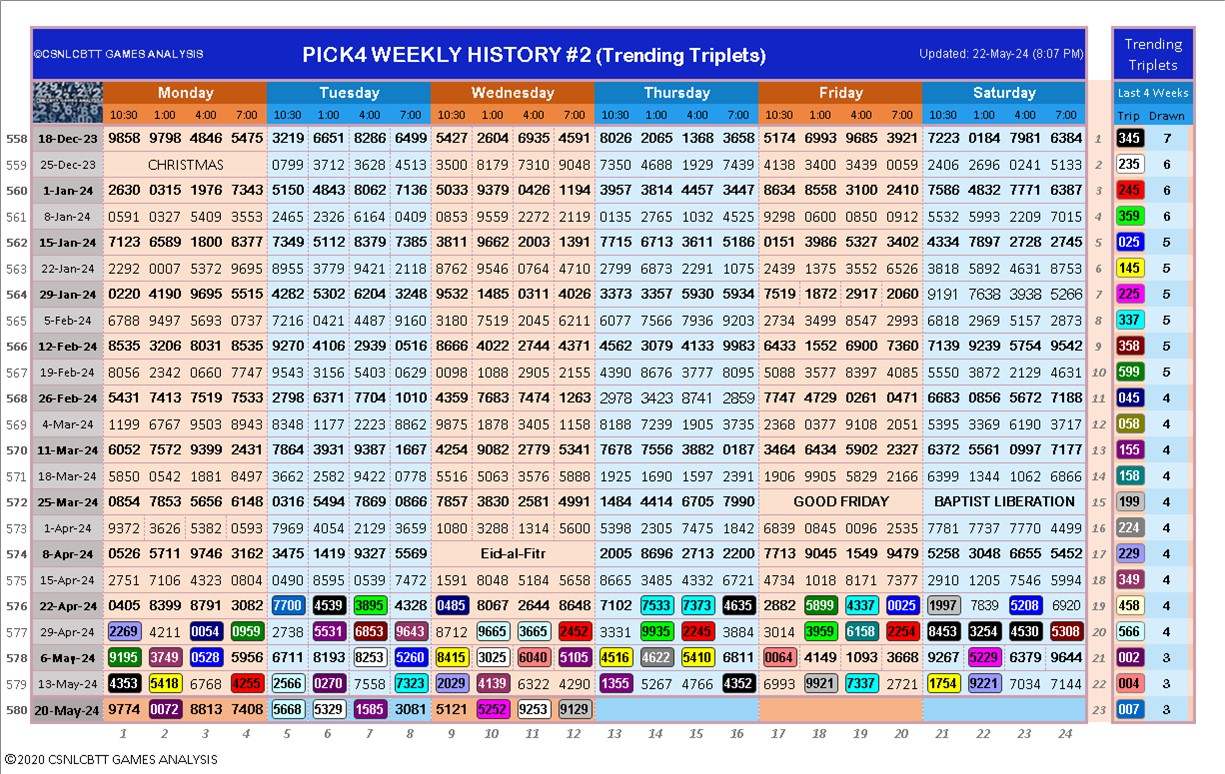 ©CSNLCBTT GAMES ANALYSIS PICK4 WEEKLY HISTORY #2 (Trending Triplets) Updated: 22-May-24 (8:07 PM) Trending Triplets
Monday Tuesday Wednesday Thursday Friday Saturday Last 4 Weeks
10:30 1:00 4:00 7:00 10:30 1:00 4:00 7:00 10:30 1:00 4:00 7:00 10:30 1:00 4:00 7:00 10:30 1:00 4:00 7:00 10:30 1:00 4:00 7:00 Trip Drawn
558 18-Dec-23 9858 9798 4846 5475 3219 6651 8286 6499 5427 2604 6935 4591 8026 2065 1368 3658 5174 6993 9685 3921 7223 0184 7981 6384 1 345 7
559 25-Dec-23 CHRISTMAS 0799 3712 3628 4513 3500 8179 7310 9048 7350 4688 1929 7439 4138 3400 3439 0059 2406 2696 0241 5133 2 235 6
560 1-Jan-24 2630 0315 1976 7343 5150 4843 8062 7136 5033 9379 0426 1194 3957 3814 4457 3447 8634 8558 3100 2410 7586 4832 7771 6387 3 245 6
561 8-Jan-24 0591 0327 5409 3553 2465 2326 6164 0409 0853 9559 2272 2119 0135 2765 1032 4525 9298 0600 0850 0912 5532 5993 2209 7015 4 359 6
562 15-Jan-24 7123 6589 1800 8377 7349 5112 8379 7385 3811 9662 2003 1391 7715 6713 3611 5186 0151 3986 5327 3402 4334 7897 2728 2745 5 025 5
563 22-Jan-24 2292 0007 5372 9695 8955 3779 9421 2118 8762 9546 0764 4710 2799 6873 2291 1075 2439 1375 3552 6526 3818 5892 4631 8753 6 145 5
564 29-Jan-24 0220 4190 9695 5515 4282 5302 6204 3248 9532 1485 0311 4026 3373 3357 5930 5934 7519 1872 2917 2060 9191 7638 3938 5266 7 225 5
565 5-Feb-24 6788 9497 5693 0737 7216 0421 4487 9160 5180 7519 2045 6211 6077 7566 7936 9203 2734 3499 8547 2993 6818 2969 5157 2873 8 337 5
566 12-Feb-24 8535 3206 8031 8535 9270 4106 2939 0516 8666 4022 2744 4371 4562 3079 4133 9983 6433 1552 6900 7360 7139 9239 5754 9542 9 358 5
567 19-Feb-24 8056 2342 0660 7747 9543 3156 5403 0629 0098 1088 2905 2155 4390 8676 3777 8095 5088 3577 8397 4085 5550 3872 2129 4631 10 599 5
568 26-Feb-24 5431 7413 7519 7533 2798 6371 7704 1010 4359 7683 7474 1263 2978 3423 8741 2859 7747 4729 0261 0471 6683 0856 5672 7188 11 045 4
569 4-Mar-24 1199 6767 9503 8943 8348 1177 2223 8862 9875 1878 3405 1158 8188 7239 1905 3735 2368 0377 9108 2051 5395 3369 6190 3717 12 058 4
570 11-Mar-24 6052 7572 9399 2431 7864 3931 9387 1667 4254 9082 2779 5341 7678 7556 3882 0187 3464 6434 5902 2327 6372 5561 0997 7177 13 155 4
571 18-Mar-24 5850 0542 1881 8497 3662 2582 9422 0778 5516 5063 3576 5888 1925 1690 1597 2391 1906 9905 5829 2166 6399 1344 1062 6866 14 158 4
572 25-Mar-24 0854 7853 5656 6148 0316 5494 7869 0866 7857 3830 2581 4991 1484 4414 6705 7990 GOOD FRIDAY BAPTIST LIBERATION 15 199 4
573 1-Apr-24 9372 3626 5382 0593 7969 4054 2129 3659 1080 3288 1314 5600 5398 2305 7475 1842 6839 0845 0096 2535 7781 7737 7770 4499 16 224 4
574 8-Apr-24 0526 5711 9746 3162 3475 1419 9327 5569 Eid-al-Fitr 2005 8696 2713 2200 7713 9045 1549 9479 5258 3048 6655 5452 17 229 4
575 15-Apr-24 2751 7106 4323 0804 0490 8595 0539 7472 1591 8048 5184 5658 8665 3485 4332 6721 4734 1018 8171 7377 2910 1205 7546 5994 18 349 4
576 22-Apr-24 0405 8399 8791 3082 7700 4539 3895 4328 0485 8067 2644 8648 7102 7533 7373 4635 2882 5899 4337 0025 1997 7839 5208 6920 19 458 4
577 29-Apr-24 2269 4211 0054 0959 2738 5531 6853 9643 8712 9665 3665 2452 3331 9935 2245 3884 3014 3959 6158 2254 8453 3254 4530 5308 20 566 4
578 6-May-24 9195 3749 0528 5956 6711 8193 8253 5260 8415 3025 6040 5105 4516 4622 5410 6811 0064 4149 1093 3668 9267 5229 6379 9644 21 002 3
579 13-May-24 4353 5418 6768 4255 2566 0270 7558 7323 2029 4139 6322 4290 1355 5267 4766 4352 6993 9921 7337 2721 1754 9221 7034 7144 22 004 3
580 20-May-24 9774 0072 8813 7408 5668 5329 1585 3081 5121 5252 9253 9129 23 007 3
1 2 3 4 5 6 7 8 9 10 11 12 13 14 15 16 17 18 19 20 21 22 23 24
©2020 CSNLCBTT GAMES ANALYSIS